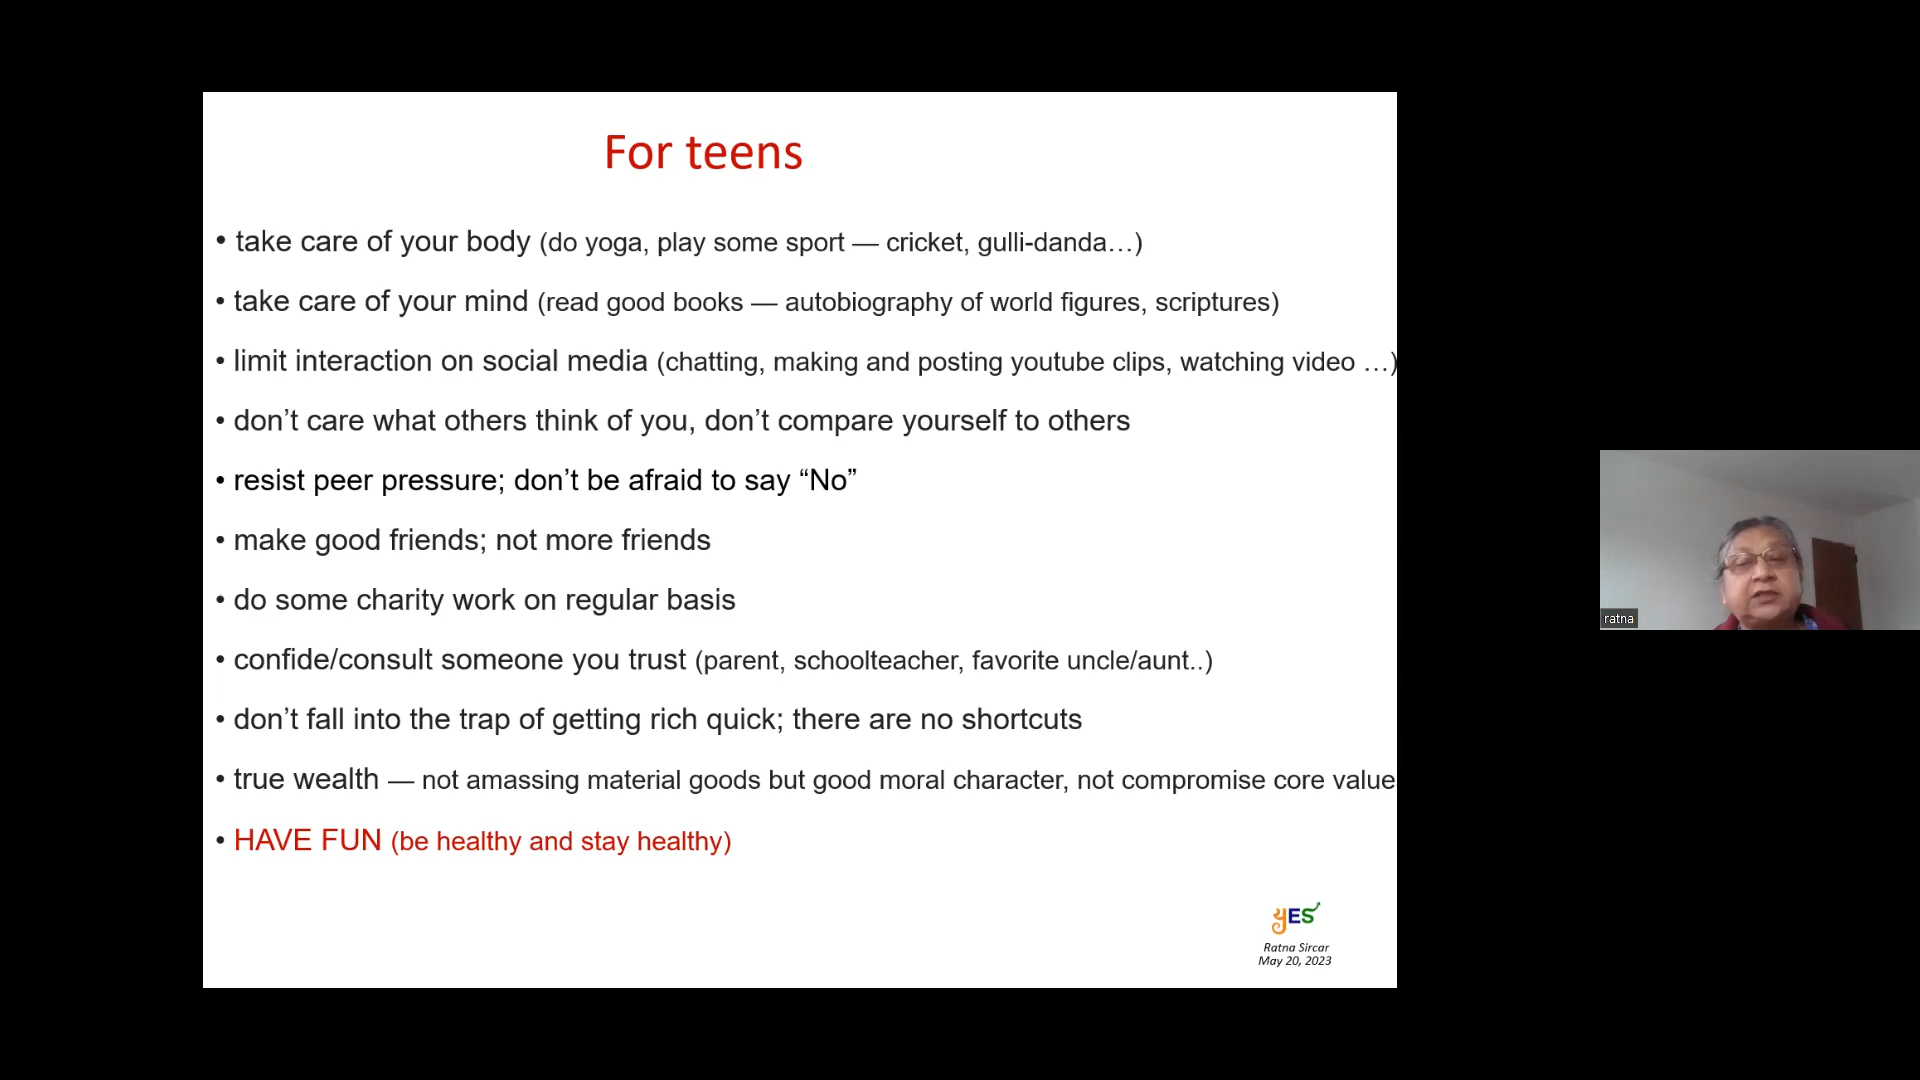 For teens
• take care of your body (do yoga, play some sport — cricket, gulli-danda…)
• take care of your mind (read good books — autobiography of world figures, scriptures)
• limit interaction on social media (chatting, making and posting youtube clips, watching video …)
• don’t care what others think of you, don’t compare yourself to others
• resist peer pressure; don’t be afraid to say “No”
• make good friends; not more friends
• do some charity work on regular basis
• confide/consult someone you trust (parent, schoolteacher, favorite uncle/aunt..)
• don’t fall into the trap of getting rich quick; there are no shortcuts
• true wealth — not amassing material goods but good moral character, not compromise core value
• HAVE FUN (be healthy and stay healthy)
યES
Ratna Sircar
May 20, 2023
ratna